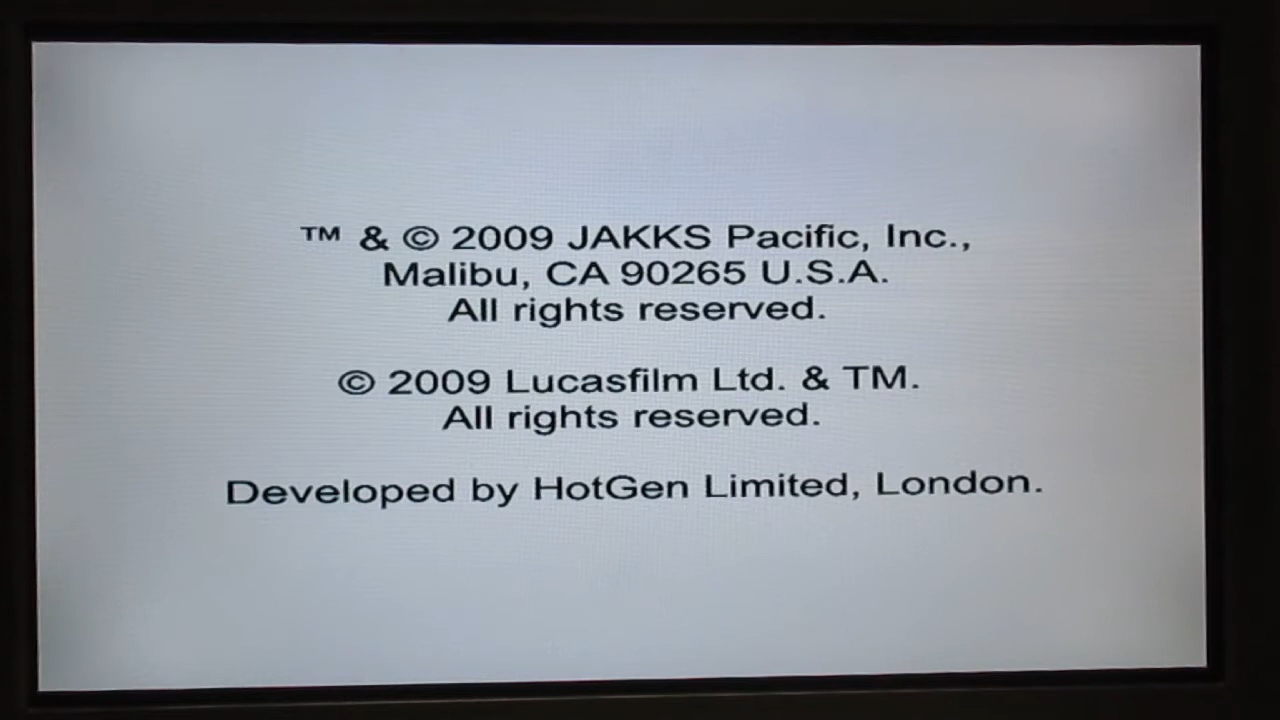 ™ & © 2009 JAKKS Pacific, Inc.,
Malibu, CA 90265 U.S.A.
All rights reserved.
© 2009 Lucasfilm Ltd. & TM.
All rights reserved.
Developed by HotGen Limited, London.